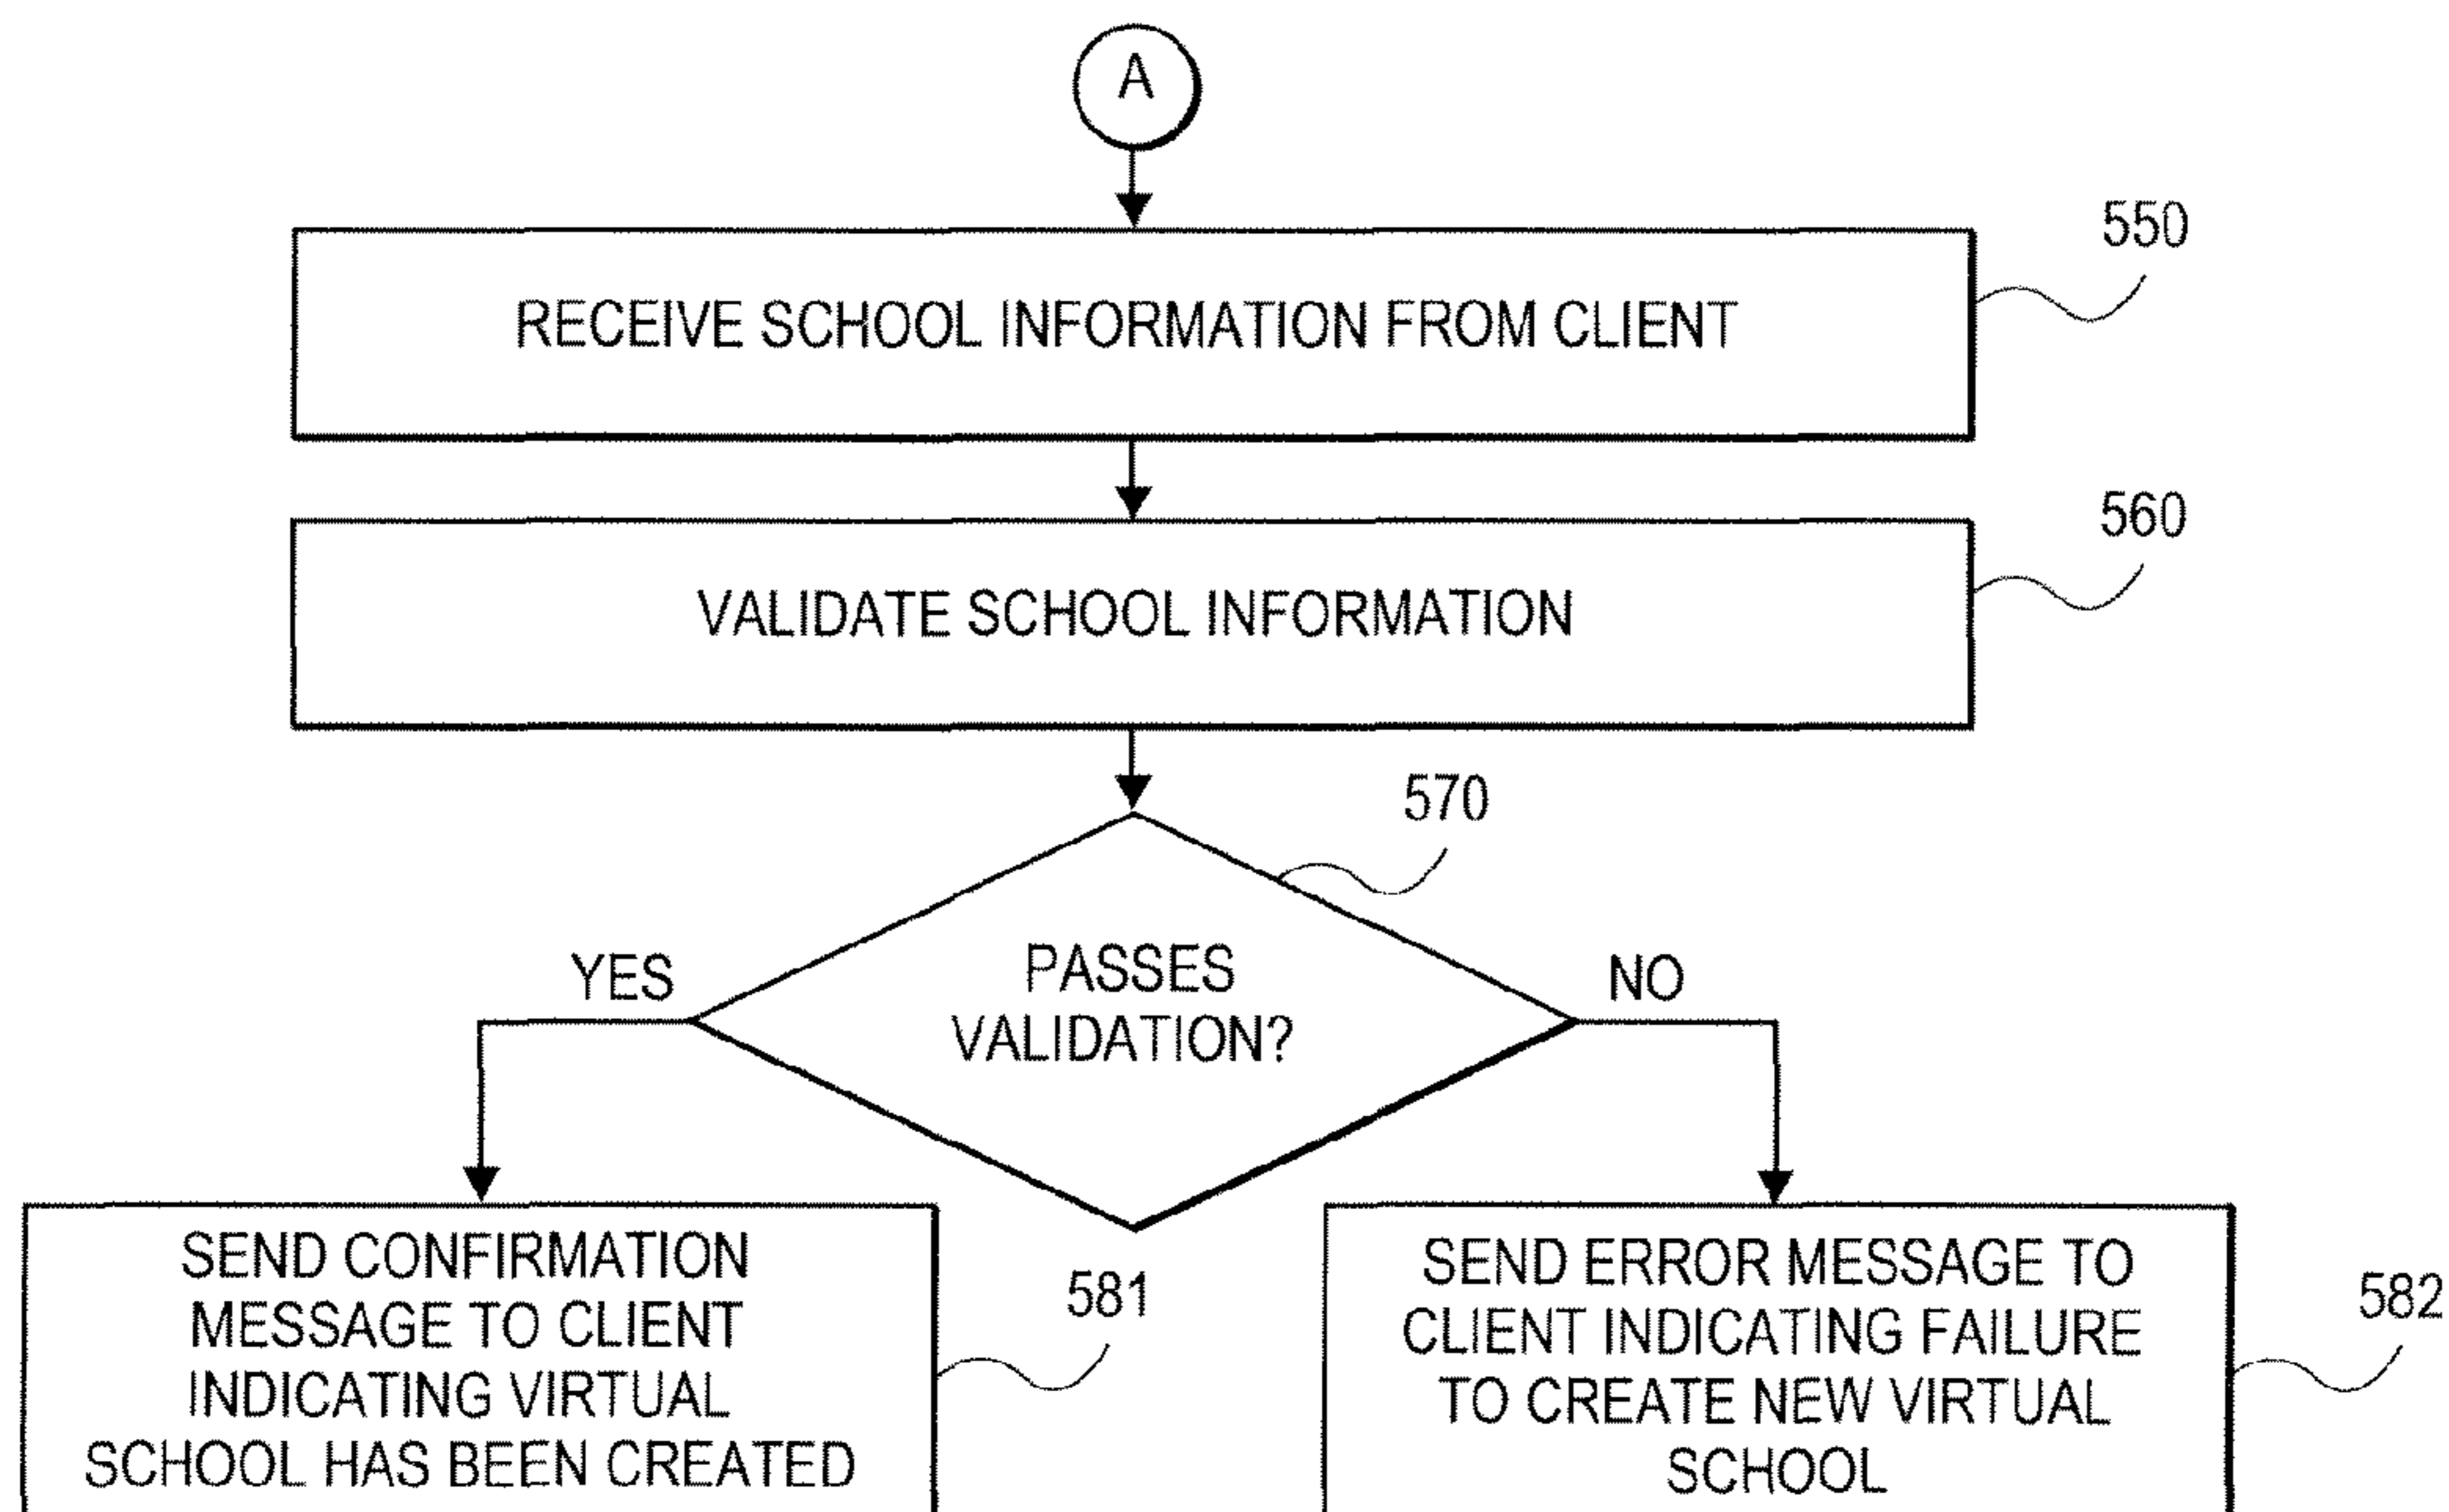 A
550
RECEIVE SCHOOL INFORMATION FROM CLIENT
560
VALIDATE SCHOOL INFORMATION
570
PASSES
VALIDATION?
YES
NO
SEND CONFIRMATION
MESSAGE TO CLIENT
INDICATING VIRTUAL
SCHOOL HAS BEEN CREATED
581
SEND ERROR MESSAGE TO
CLIENT INDICATING FAILURE
TO CREATE NEW VIRTUAL
SCHOOL
582